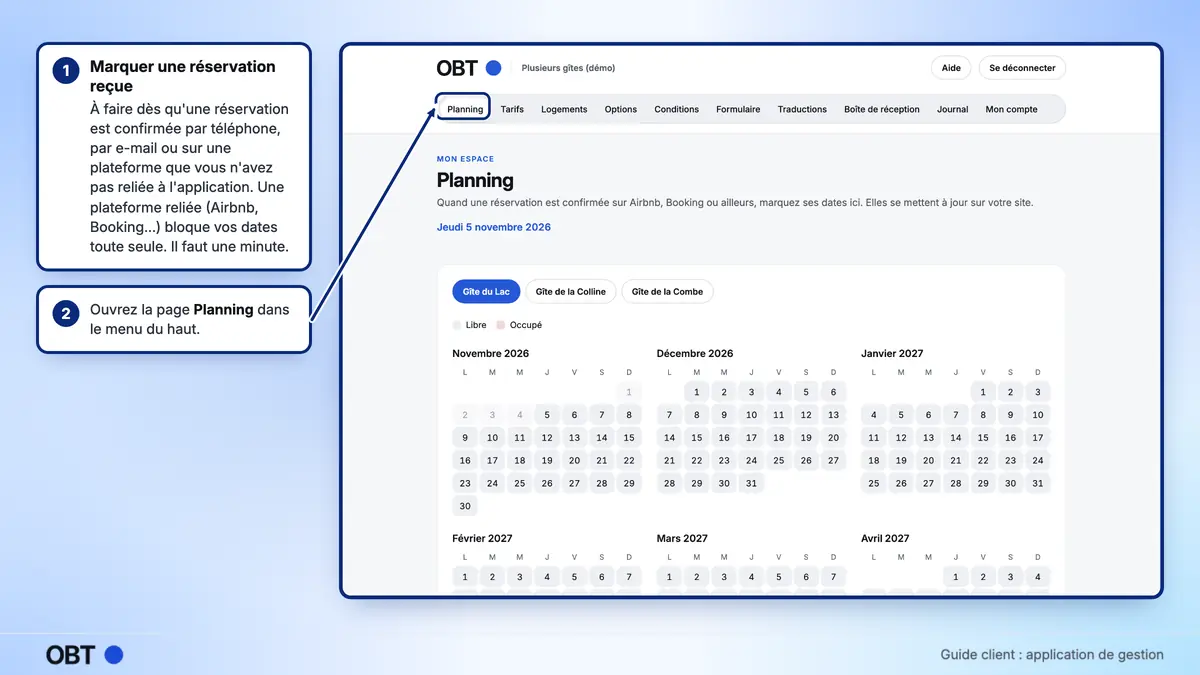 1
Marquer une réservation
reçue
À faire dès qu'une réservation
est confirmée par téléphone,
par e-mail ou sur une
plateforme que vous n'avez
pas reliée à l'application. Une
plateforme reliée (Airbnb,
Booking...) bloque vos dates
toute seule. Il faut une minute.
2
Ouvrez la page Planning dans
le menu du haut.
OBT
Plusieurs gîtes (démo)
Aide
Se déconnecter
Planning Tarifs Logements Options Conditions Formulaire Traductions Boîte de réception Journal Mon compte
MON ESPACE
Planning
Quand une réservation est confirmée sur Airbnb, Booking ou ailleurs, marquez ses dates ici. Elles se mettent à jour sur votre site.
Jeudi 5 novembre 2026
Gîte du Lac Gîte de la Colline Gîte de la Combe
Libre Occupé
Novembre 2026
L M M J V S D
1
2 3 4 5 6 7 8
9 10 11 12 13 14 15
16 17 18 19 20 21 22
23 24 25 26 27 28 29
30
Décembre 2026
L M M J V S D
1 2 3 4 5 6
7 8 9 10 11 12 13
14 15 16 17 18 19 20
21 22 23 24 25 26 27
28 29 30 31
Janvier 2027
L M M J V S D
1 2 3
4 5 6 7 8 9 10
11 12 13 14 15 16 17
18 19 20 21 22 23 24
25 26 27 28 29 30 31
Février 2027
L M M J V S D
1 2 3 4 5 6 7
Mars 2027
L M M J V S D
1 2 3 4 5 6 7
Avril 2027
L M M J V S D
1 2 3 4
OBT
Guide client : application de gestion